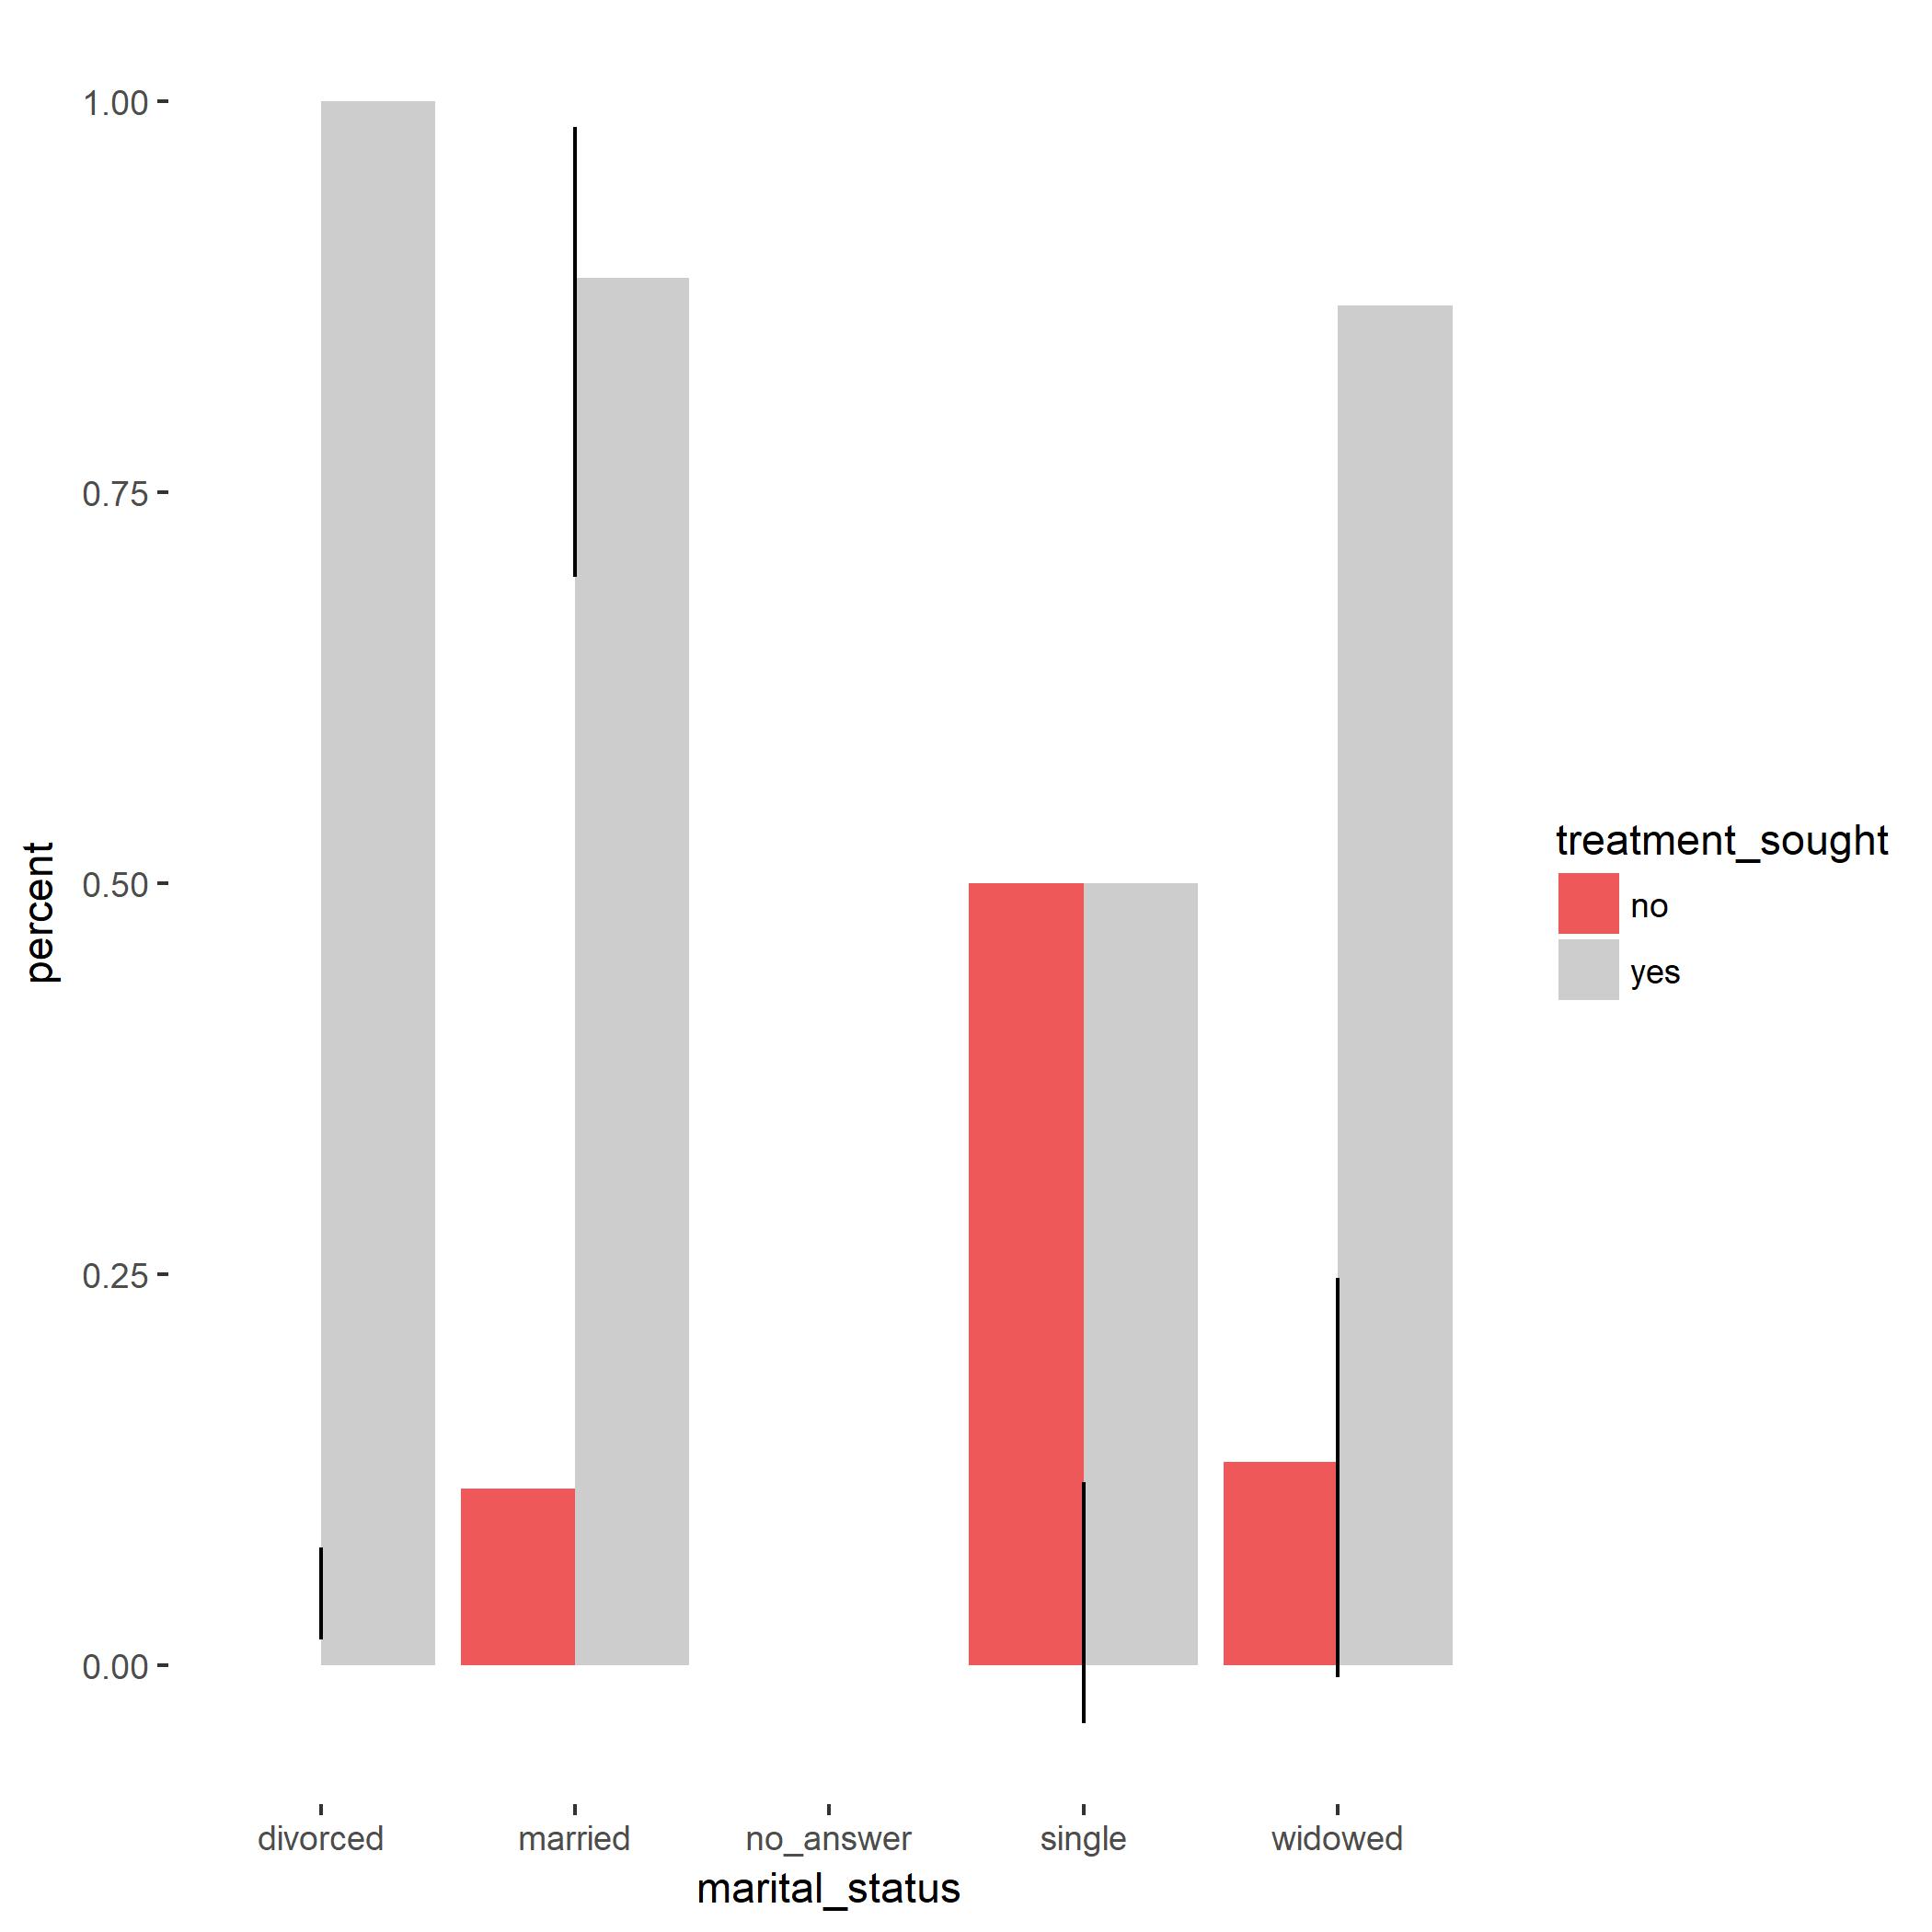 1.00
0.75
0.50
0.25
0.00
percent
divorced married no_answer single widowed
marital_status
treatment_sought
no
yes